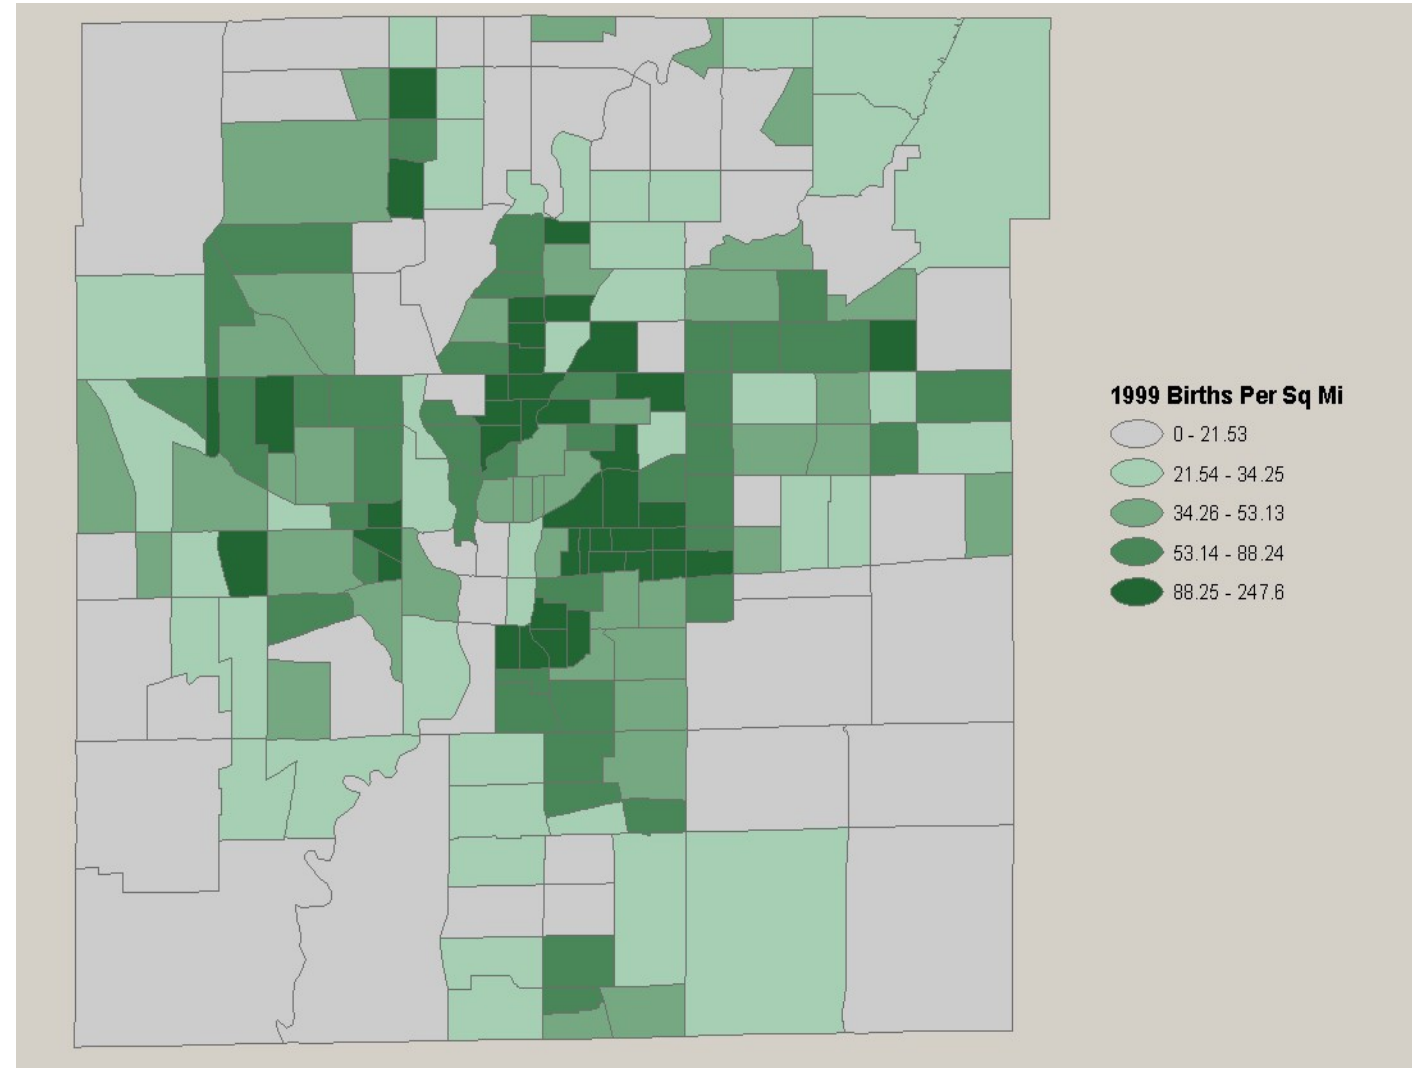 1999 Births Per Sq Mi
0 - 21.53
21.54 - 34.25
34.26 - 53.13
53.14 - 88.24
88.25 - 247.6